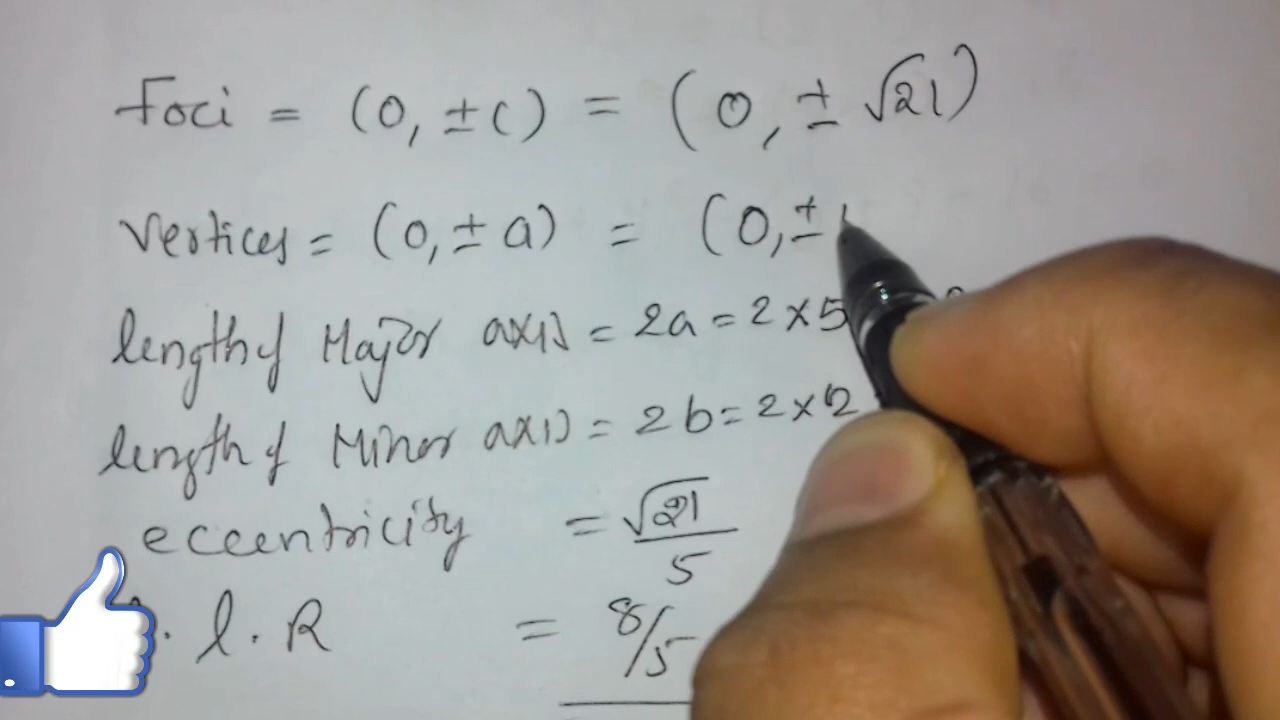 Foci = (0, ±c) = (0, ± √21)
Vertices = (0, ± a) = (0, ±
length of Major axis = 2a = 2 × 5
length of Minor axis = 2b = 2 × 2
eccentricity = √21/5
. l . R = 8/5